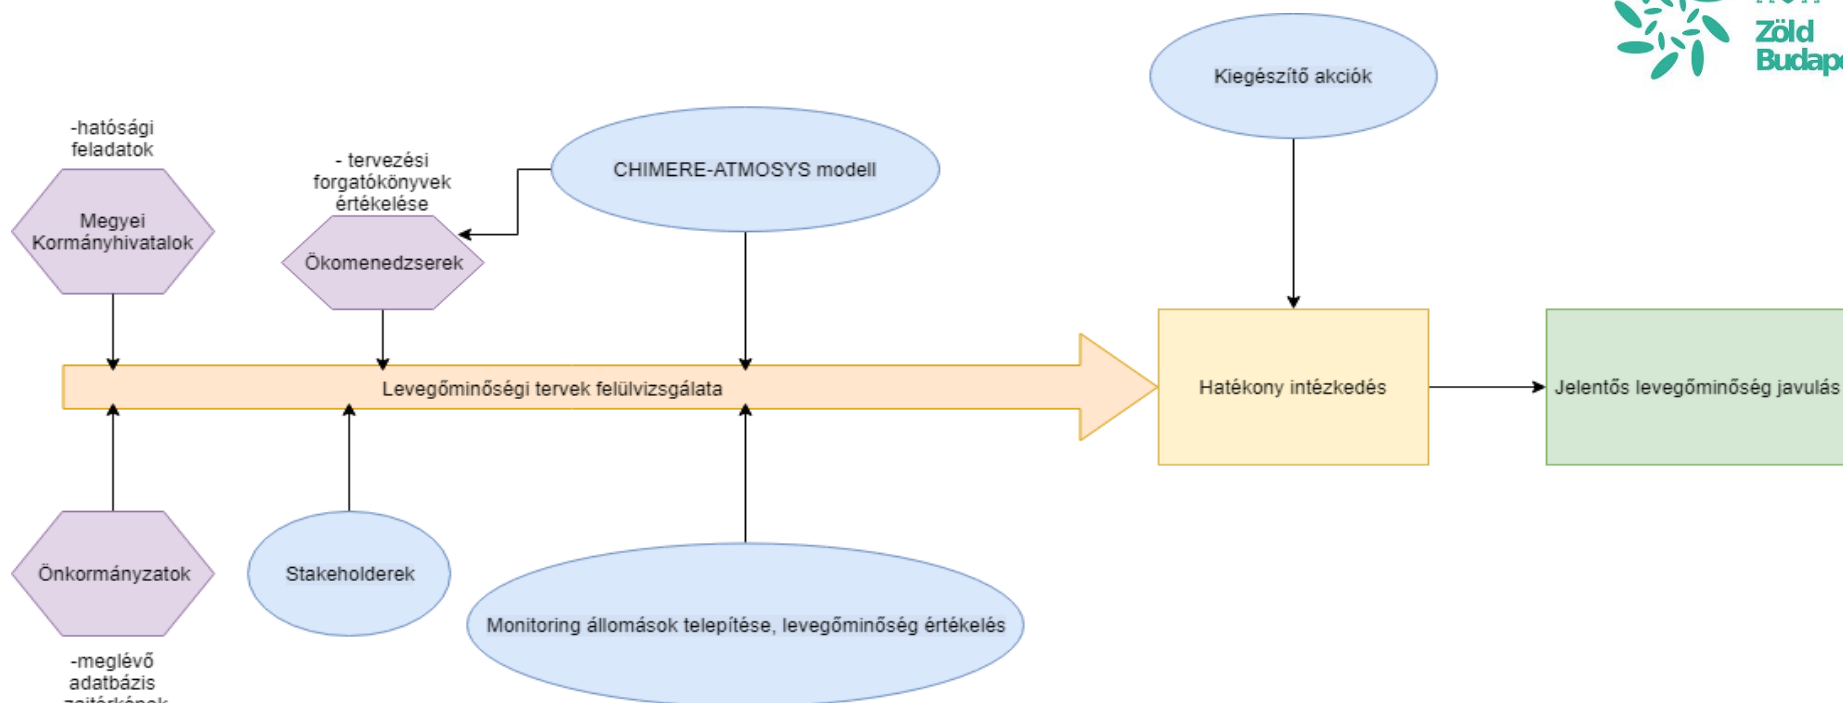 Zöld
Kiegészítő akciók
-hatósági
feladatok
- tervezési
forgatókönyvek
értékelése
CHIMERE-ATMOSYS modell
Megyei
Kormányhivatalok
Ökomenedzserek
Levegőminőségi tervek felülvizsgálata
Hatékony intézkedés
Jelentős levegőminőség javulás
Önkormányzatok
Stakeholderek
Monitoring állomások telepítése, levegőminőség értékelés
-meglévő
adatbázis